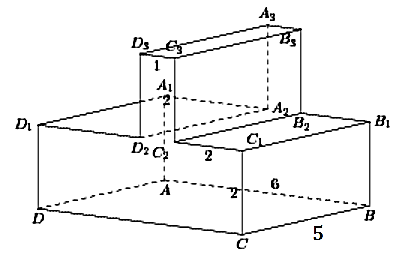 A₃
D₃ C₃ B₃
1
A₁
2
D₁ A₂ B₂ B₁
D₂ C₂ 2 C₁
A 2 6
D B
C 5